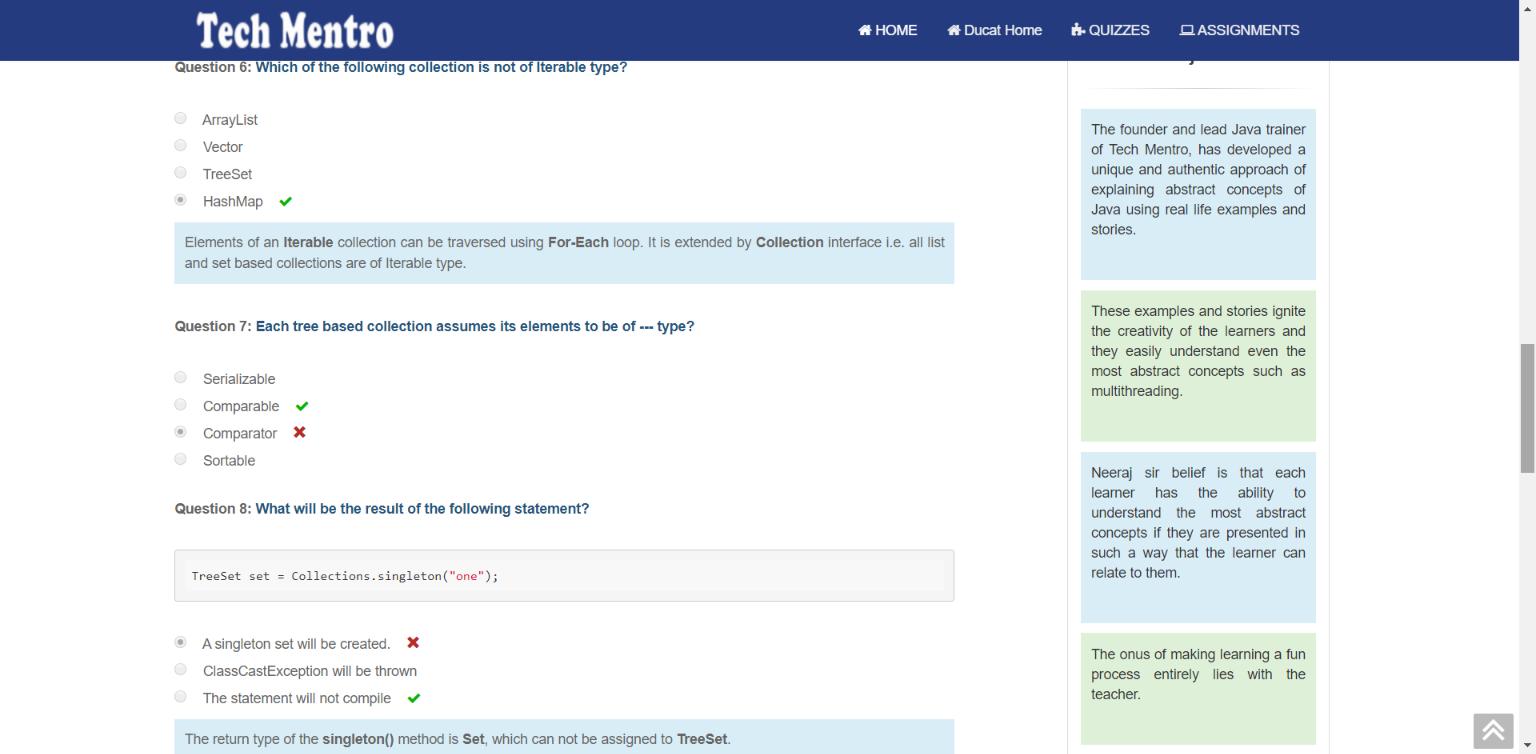 Tech Mentro
HOME
Ducat Home
QUIZZES
ASSIGNMENTS
Question 6: Which of the following collection is not of Iterable type?
ArrayList
Vector
TreeSet
HashMap
Elements of an Iterable collection can be traversed using For-Each loop. It is extended by Collection interface i.e. all list
and set based collections are of Iterable type.
Question 7: Each tree based collection assumes its elements to be of --- type?
Serializable
Comparable
Comparator
Sortable
Question 8: What will be the result of the following statement?
TreeSet set = Collections.singleton("one");
A singleton set will be created.
ClassCastException will be thrown
The statement will not compile
The return type of the singleton() method is Set, which can not be assigned to TreeSet.
The founder and lead Java trainer
of Tech Mentro, has developed a
unique and authentic approach of
explaining abstract concepts of
Java using real life examples and
stories.
These examples and stories ignite
the creativity of the learners and
they easily understand even the
most abstract concepts such as
multithreading.
Neeraj sir belief is that each
learner has the ability to
understand the most abstract
concepts if they are presented in
such a way that the learner can
relate to them.
The onus of making learning a fun
process entirely lies with the
teacher.